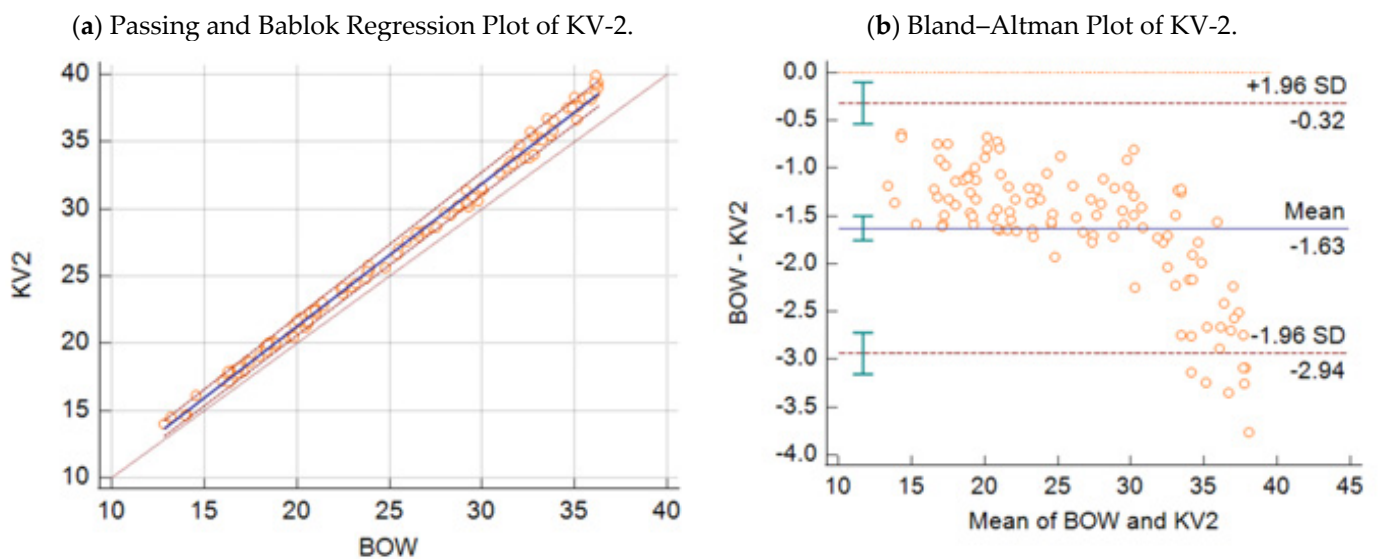 (a) Passing and Bablok Regression Plot of KV-2.
40
35
30
25
20
15
10
KV2
10 15 20 25 30 35 40
BOW
(b) Bland–Altman Plot of KV-2.
0.0
-0.5
-1.0
-1.5
-2.0
-2.5
-3.0
-3.5
-4.0
BOW - KV2
+1.96 SD
-0.32
Mean
-1.63
-1.96 SD
-2.94
10 15 20 25 30 35 40 45
Mean of BOW and KV2